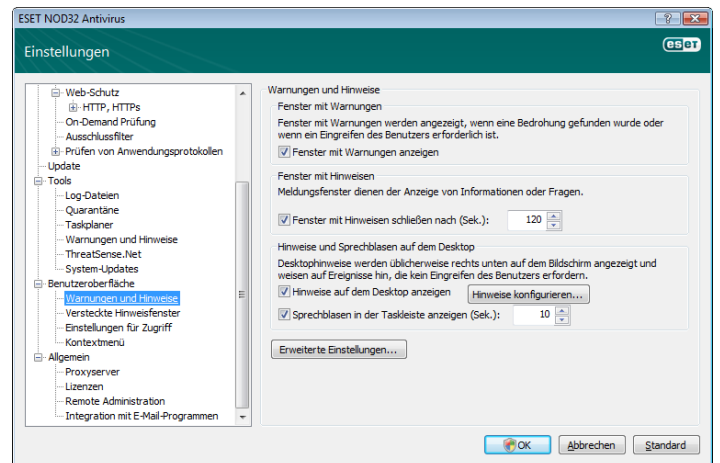 ESET NOD32 Antivirus
Einstellungen
eset
Web-Schutz
HTTP, HTTPs
On-Demand Prüfung
Ausschlussfilter
Prüfen von Anwendungsprotokollen
Update
Tools
Log-Dateien
Quarantäne
Taskplaner
Warnungen und Hinweise
ThreatSense.Net
System-Updates
Benutzeroberfläche
Warnungen und Hinweise
Versteckte Hinweisfenster
Einstellungen für Zugriff
Kontextmenü
Allgemein
Proxyserver
Lizenzen
Remote Administration
Integration mit E-Mail-Programmen
Warnungen und Hinweise
Fenster mit Warnungen
Fenster mit Warnungen werden angezeigt, wenn eine Bedrohung gefunden wurde oder
wenn ein Eingreifen des Benutzers erforderlich ist.
Fenster mit Warnungen anzeigen
Fenster mit Hinweisen
Meldungsfenster dienen der Anzeige von Informationen oder Fragen.
Fenster mit Hinweisen schließen nach (Sek.): 120
Hinweise und Sprechblasen auf dem Desktop
Desktophinweise werden üblicherweise rechts unten auf dem Bildschirm angezeigt und
weisen auf Ereignisse hin, die kein Eingreifen des Benutzers erfordern.
Hinweise auf dem Desktop anzeigen Hinweise konfigurieren...
Sprechblasen in der Taskleiste anzeigen (Sek.): 10
Erweiterte Einstellungen...
OK Abbrechen Standard